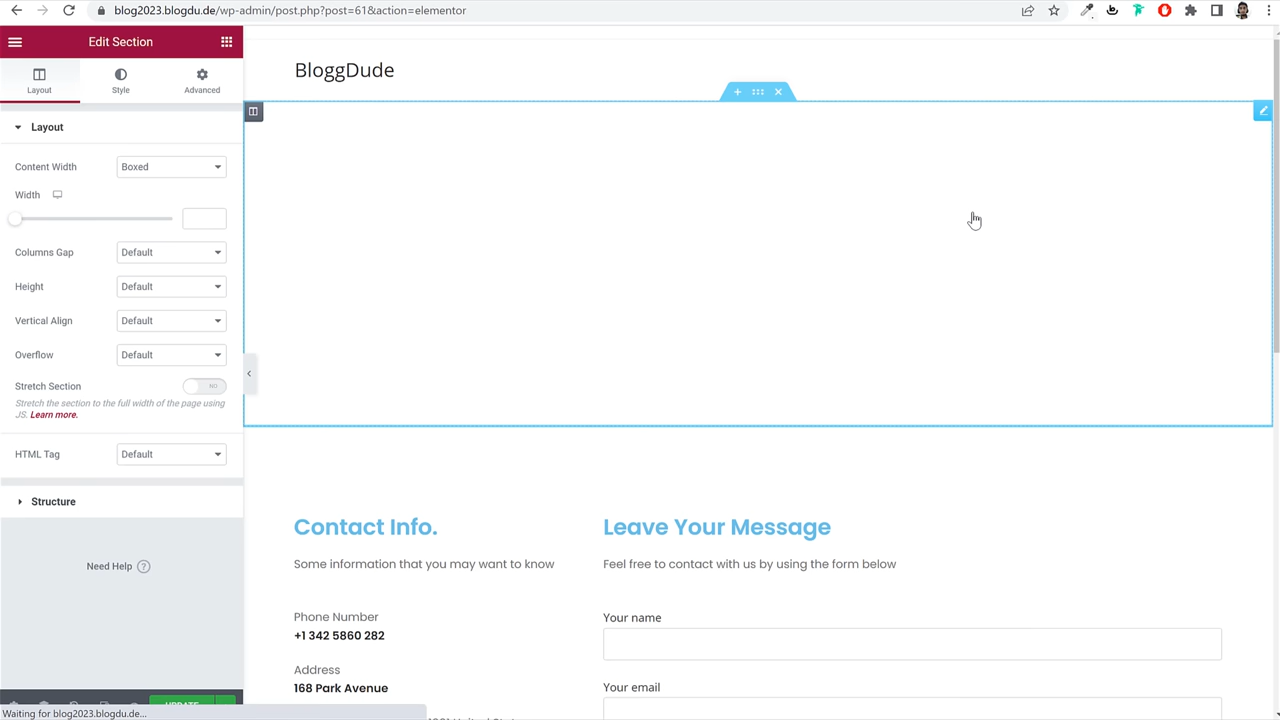 blog2023.blogdu.de/wp-admin/post.php?post=61&action=elementor
Edit Section
Layout
Style
Advanced
Layout
Content Width
Boxed
Width
Columns Gap
Default
Height
Default
Vertical Align
Default
Overflow
Default
Stretch Section
NO
Stretch the section to the full width of the page using
JS. Learn more.
HTML Tag
Default
Structure
Need Help ?
UPDATE
Waiting for blog2023.blogdu.de...
BloggDude
Contact Info.
Some information that you may want to know
Phone Number
+1 342 5860 282
Address
168 Park Avenue
Leave Your Message
Feel free to contact with us by using the form below
Your name
Your email